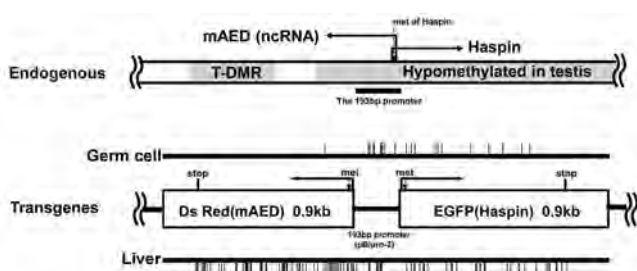 met of Haspin
mAED (ncRNA)
Haspin
Endogenous
T-DMR
Hypomethylated in testis
The 193bp promoter
Germ cell
stop
met
met
stop
Transgenes
Ds Red(mAED) 0.9kb
EGFP(Haspin) 0.9kb
193bp promoter
Liver